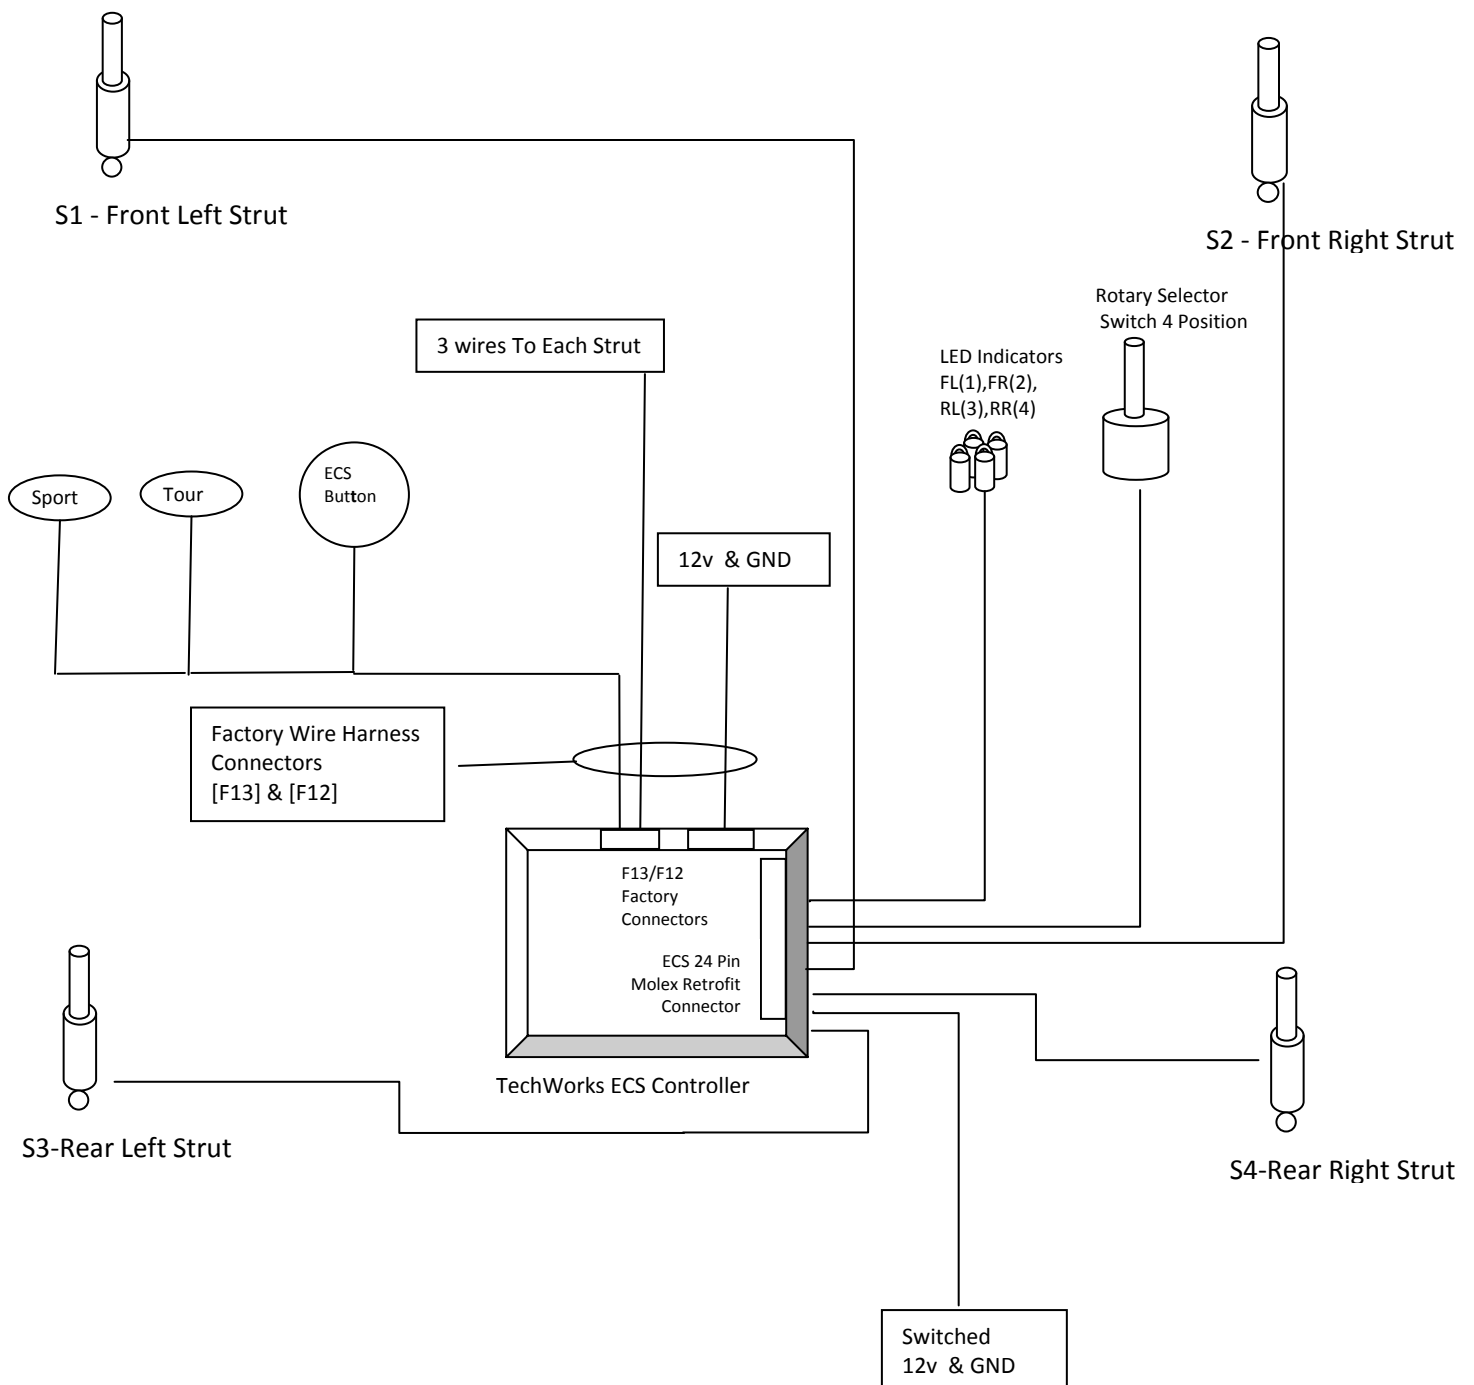 S1 - Front Left Strut
S2 - Front Right Strut
Rotary Selector
Switch 4 Position
3 wires To Each Strut
LED Indicators
FL(1),FR(2),
RL(3),RR(4)
Sport
Tour
ECS
Button
12v & GND
Factory Wire Harness
Connectors
[F13] & [F12]
F13/F12
Factory
Connectors
ECS 24 Pin
Molex Retrofit
Connector
TechWorks ECS Controller
S3-Rear Left Strut
S4-Rear Right Strut
Switched
12v & GND